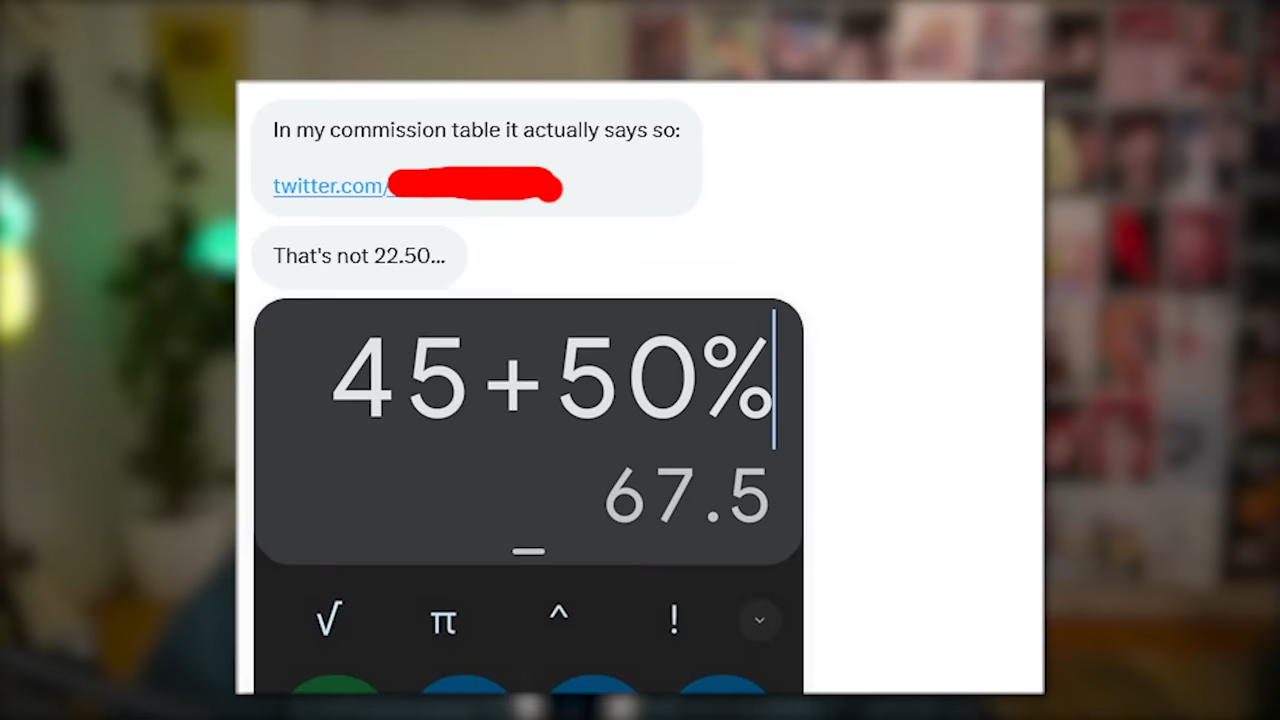 In my commission table it actually says so:
twitter.com/
That's not 22.50...
45+50%
67.5
√ π ^ !